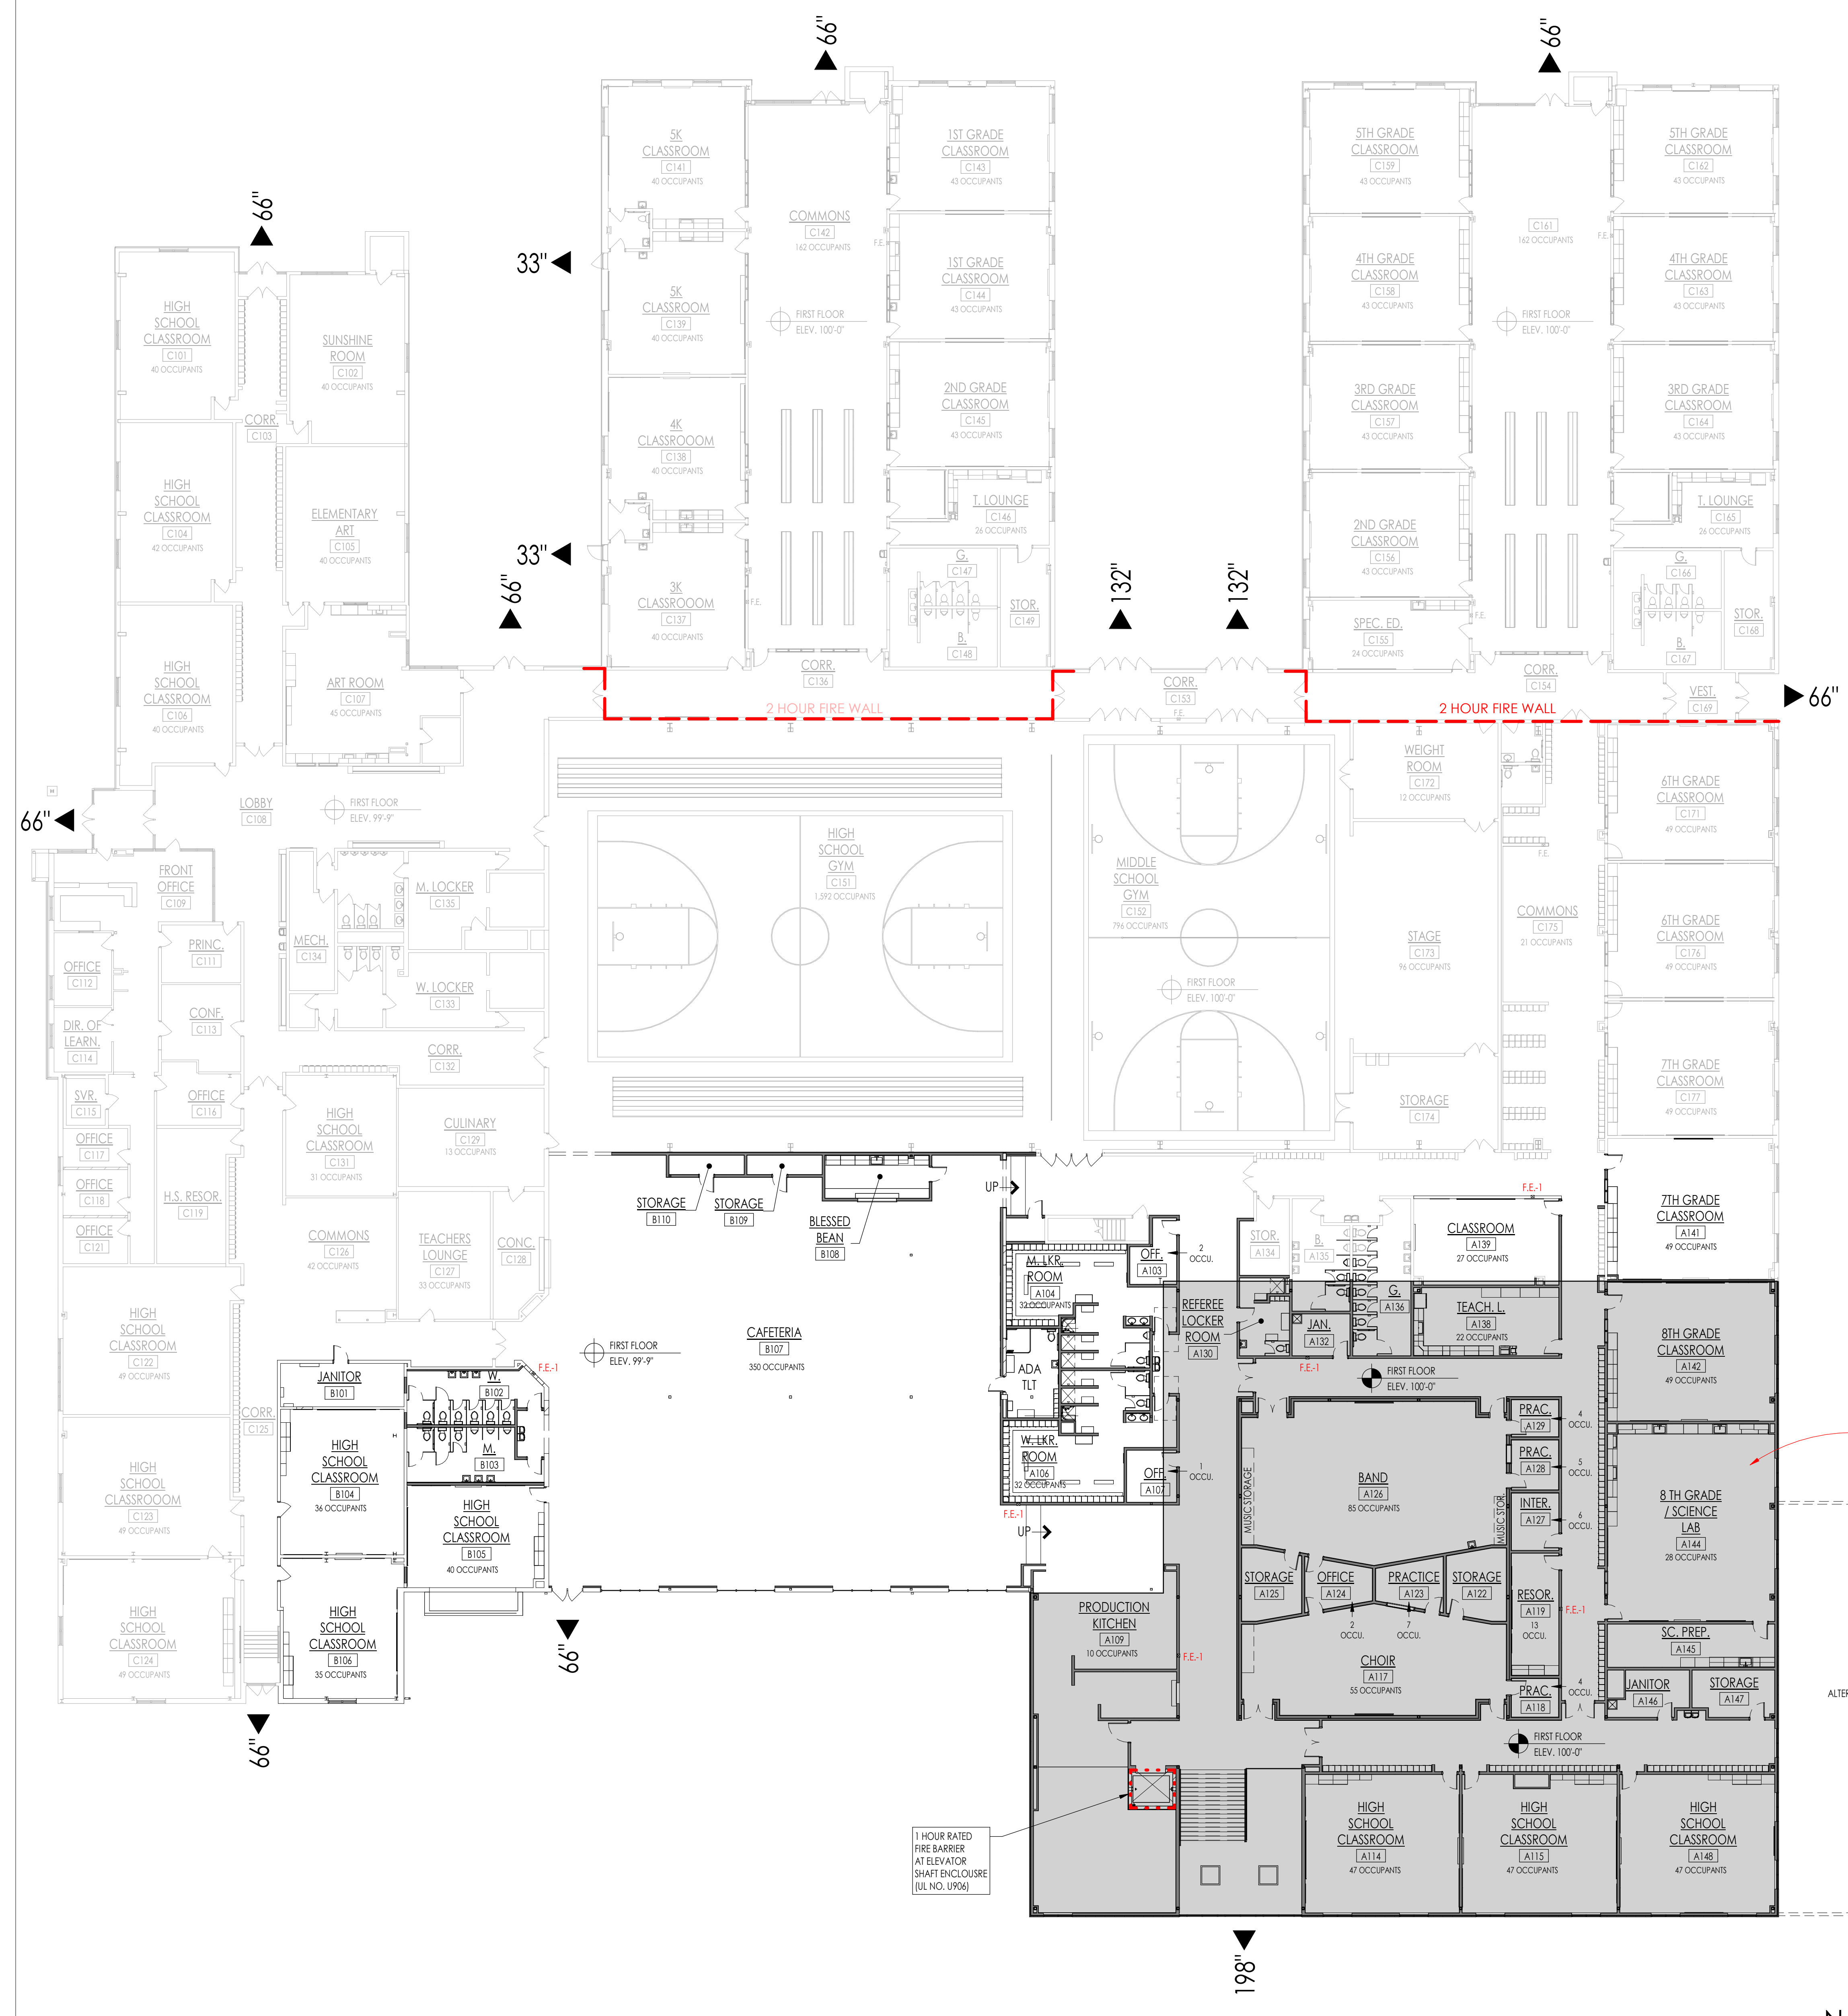 66"
66"
66"
33"
33"
66"
132"
132"
66"
66"
66"
66"
198"
5K
CLASSROOM
C141
40 OCCUPANTS
COMMONS
C142
162 OCCUPANTS
1ST GRADE
CLASSROOM
C143
43 OCCUPANTS
5TH GRADE
CLASSROOM
C159
43 OCCUPANTS
C161
162 OCCUPANTS
F.E.
5TH GRADE
CLASSROOM
C162
43 OCCUPANTS
HIGH
SCHOOL
CLASSROOM
C101
40 OCCUPANTS
SUNSHINE
ROOM
C102
40 OCCUPANTS
CORR.
C103
5K
CLASSROOM
C139
40 OCCUPANTS
FIRST FLOOR
ELEV. 100'-0"
1ST GRADE
CLASSROOM
C144
43 OCCUPANTS
4TH GRADE
CLASSROOM
C158
43 OCCUPANTS
FIRST FLOOR
ELEV. 100'-0"
4TH GRADE
CLASSROOM
C163
43 OCCUPANTS
4K
CLASSROOOM
C138
40 OCCUPANTS
2ND GRADE
CLASSROOM
C145
43 OCCUPANTS
3RD GRADE
CLASSROOM
C157
43 OCCUPANTS
3RD GRADE
CLASSROOM
C164
43 OCCUPANTS
HIGH
SCHOOL
CLASSROOM
C104
42 OCCUPANTS
ELEMENTARY
ART
C105
40 OCCUPANTS
T. LOUNGE
C146
26 OCCUPANTS
2ND GRADE
CLASSROOM
C156
43 OCCUPANTS
T. LOUNGE
C165
26 OCCUPANTS
3K
CLASSROOOM
C137
40 OCCUPANTS
F.E.
G.
C147
B.
C148
STOR.
C149
SPEC. ED.
C155
24 OCCUPANTS
F.E.
G.
C166
B.
C167
STOR.
C168
HIGH
SCHOOL
CLASSROOM
C106
40 OCCUPANTS
ART ROOM
C107
45 OCCUPANTS
CORR.
C136
CORR.
C153
F.E.
CORR.
C154
VEST.
C169
2 HOUR FIRE WALL
2 HOUR FIRE WALL
LOBBY
C108
FIRST FLOOR
ELEV. 99'-9"
HIGH
SCHOOL
GYM
C151
1,592 OCCUPANTS
MIDDLE
SCHOOL
GYM
C152
796 OCCUPANTS
FIRST FLOOR
ELEV. 100'-0"
WEIGHT
ROOM
C172
12 OCCUPANTS
6TH GRADE
CLASSROOM
C171
49 OCCUPANTS
F.E.
FRONT
OFFICE
C109
M. LOCKER
C135
MECH.
C134
W. LOCKER
C133
PRINC.
C111
OFFICE
C112
CONF.
C113
DIR. OF
LEARN.
C114
STAGE
C173
96 OCCUPANTS
COMMONS
C175
21 OCCUPANTS
6TH GRADE
CLASSROOM
C176
49 OCCUPANTS
CORR.
C132
SVR.
C115
OFFICE
C116
OFFICE
C117
OFFICE
C118
OFFICE
C121
H.S. RESOR.
C119
HIGH
SCHOOL
CLASSROOM
C131
31 OCCUPANTS
CULINARY
C129
13 OCCUPANTS
STORAGE
C174
7TH GRADE
CLASSROOM
C177
49 OCCUPANTS
COMMONS
C126
42 OCCUPANTS
TEACHERS
LOUNGE
C127
33 OCCUPANTS
CONC.
C128
STORAGE
B110
STORAGE
B109
BLESSED
BEAN
B108
UP
OFF.
A103
2
OCCU.
STOR.
A134
B.
A135
CLASSROOM
A139
27 OCCUPANTS
F.E.-1
7TH GRADE
CLASSROOM
A141
49 OCCUPANTS
HIGH
SCHOOL
CLASSROOM
C122
49 OCCUPANTS
JANITOR
B101
W.
B102
F.E.-1
FIRST FLOOR
ELEV. 99'-9"
CAFETERIA
B107
350 OCCUPANTS
M. LKR.
ROOM
A104
32 OCCUPANTS
ADA
TLT
REFEREE
LOCKER
ROOM
A130
JAN.
A132
F.E.-1
G.
A136
TEACH. L.
A138
22 OCCUPANTS
FIRST FLOOR
ELEV. 100'-0"
8TH GRADE
CLASSROOM
A142
49 OCCUPANTS
CORR.
C125
HIGH
SCHOOL
CLASSROOM
B104
36 OCCUPANTS
M.
B103
HIGH
SCHOOL
CLASSROOM
B105
40 OCCUPANTS
W. LKR.
ROOM
A106
32 OCCUPANTS
OFF.
A107
1
OCCU.
F.E.-1
UP
MUSIC STORAGE
BAND
A126
85 OCCUPANTS
MUSIC STOR.
PRAC.
A129
4
OCCU.
PRAC.
A128
5
OCCU.
INTER.
A127
6
OCCU.
8 TH GRADE
/ SCIENCE
LAB
A144
28 OCCUPANTS
HIGH
SCHOOL
CLASSROOOM
C123
49 OCCUPANTS
HIGH
SCHOOL
CLASSROOM
C124
49 OCCUPANTS
HIGH
SCHOOL
CLASSROOM
B106
35 OCCUPANTS
66"
PRODUCTION
KITCHEN
A109
10 OCCUPANTS
F.E.-1
STORAGE
A125
OFFICE
A124
2
OCCU.
PRACTICE
A123
7
OCCU.
STORAGE
A122
RESOR.
A119
13
OCCU.
F.E.-1
CHOIR
A117
55 OCCUPANTS
PRAC.
A118
4
OCCU.
SC. PREP.
A145
JANITOR
A146
STORAGE
A147
FIRST FLOOR
ELEV. 100'-0"
1 HOUR RATED
FIRE BARRIER
AT ELEVATOR
SHAFT ENCLOUSRE
(UL NO. U906)
HIGH
SCHOOL
CLASSROOM
A114
47 OCCUPANTS
HIGH
SCHOOL
CLASSROOM
A115
47 OCCUPANTS
HIGH
SCHOOL
CLASSROOM
A148
47 OCCUPANTS